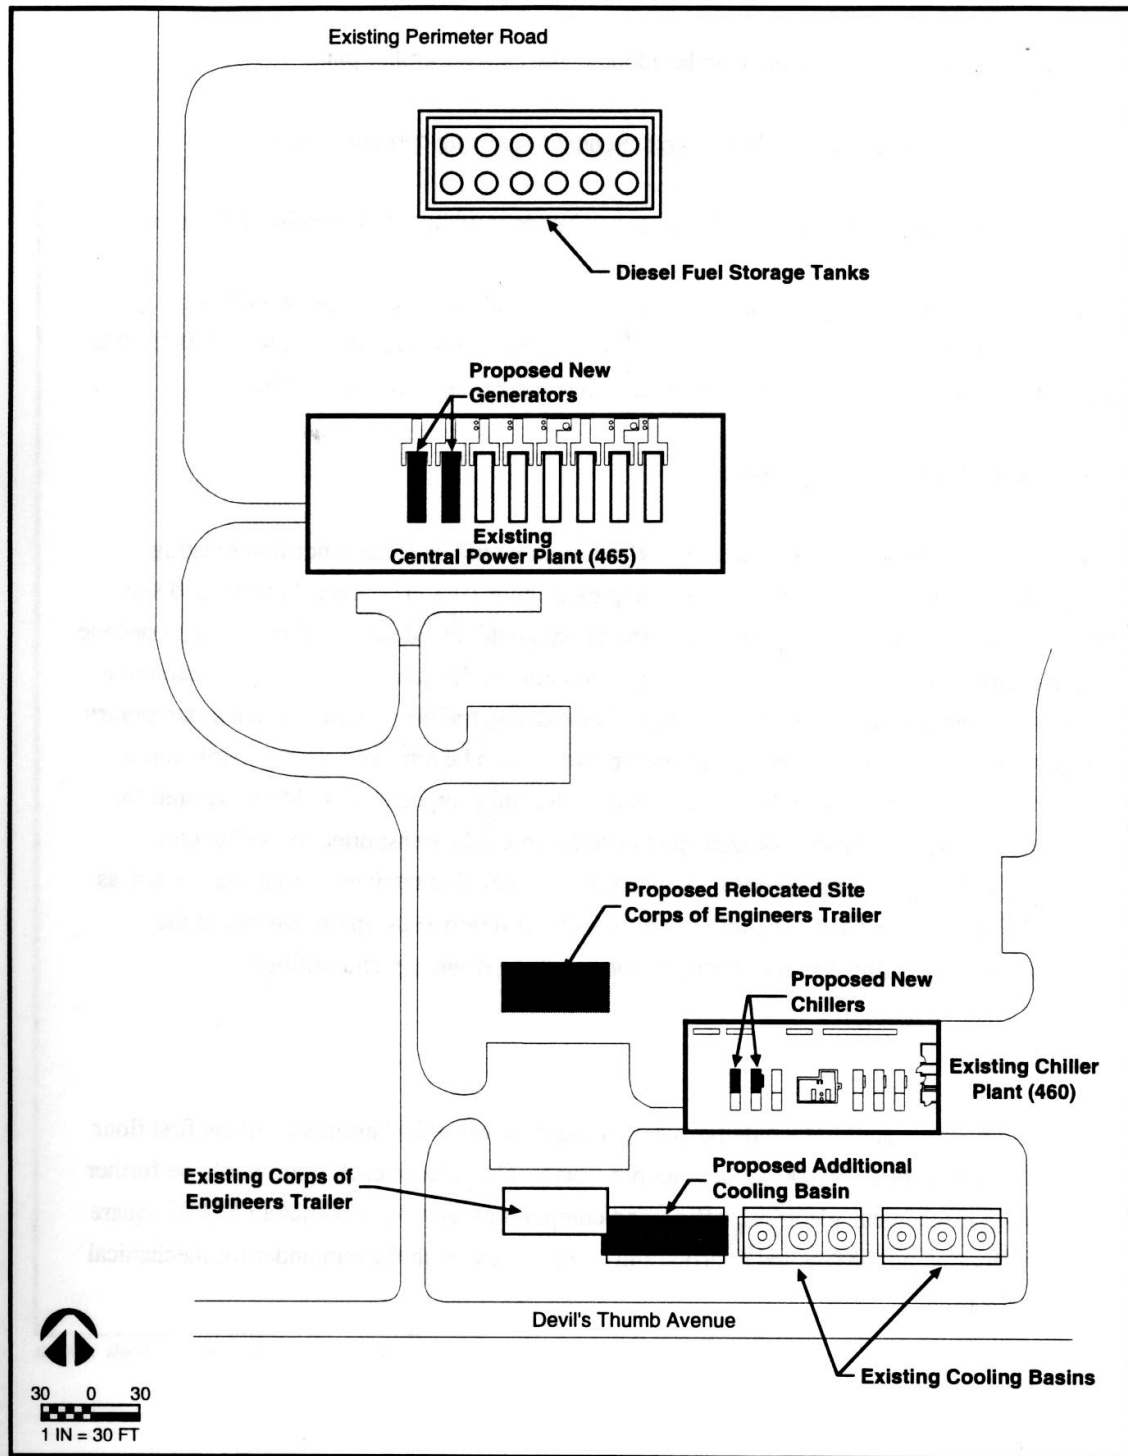 Existing Perimeter Road
Diesel Fuel Storage Tanks
Proposed New
Generators
Existing
Central Power Plant (465)
Proposed Relocated Site
Corps of Engineers Trailer
Proposed New
Chillers
Existing Chiller
Plant (460)
Existing Corps of
Engineers Trailer
Proposed Additional
Cooling Basin
Devil's Thumb Avenue
Existing Cooling Basins
30 0 30
1 IN = 30 FT